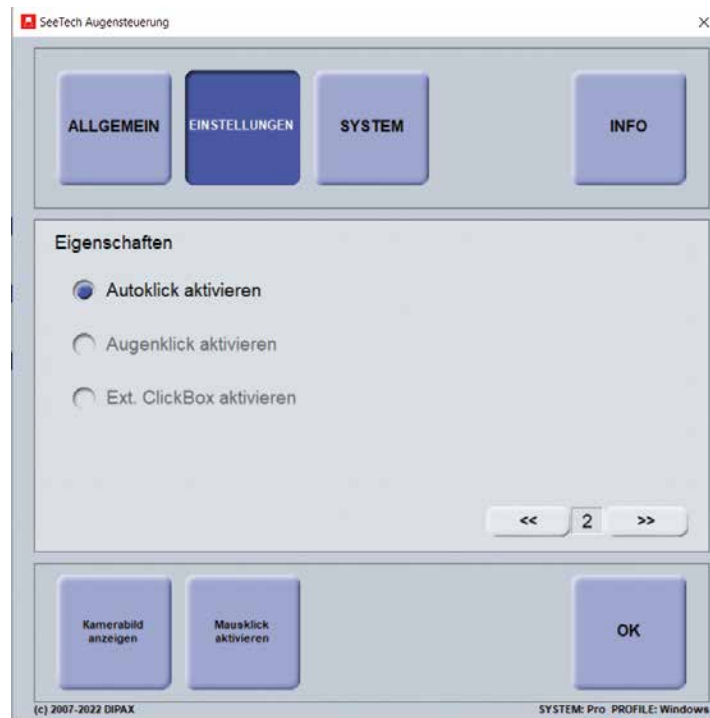 SeeTech Augensteuerung
ALLGEMEIN
EINSTELLUNGEN
SYSTEM
INFO
Eigenschaften
Autoklick aktivieren
Augenklick aktivieren
Ext. ClickBox aktivieren
<< 2 >>
Kamerabild
anzeigen
Mausklick
aktivieren
OK
(c) 2007-2022 DIPAX
SYSTEM: Pro PROFILE: Windows